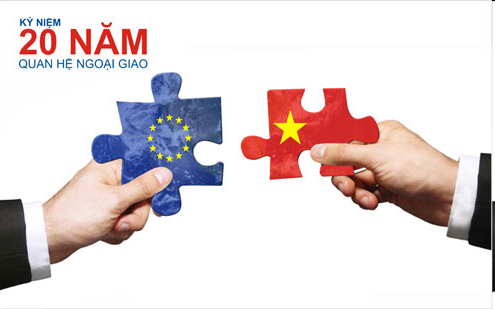 KỶ NIỆM
20 NĂM
QUAN HỆ NGOẠI GIAO